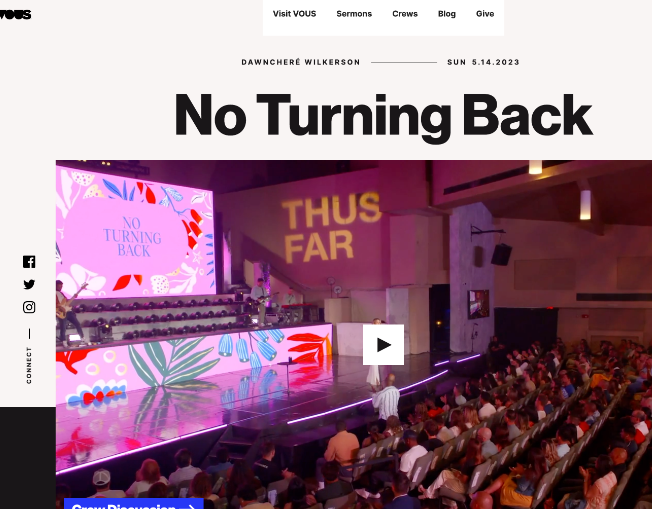 VOUS
Visit VOUS Sermons Crews Blog Give
DAWNCHERÉ WILKERSON SUN 5.14.2023
No Turning Back
NO
TURNING
BACK
THUS
FAR
CONNECT
Crew Discussion